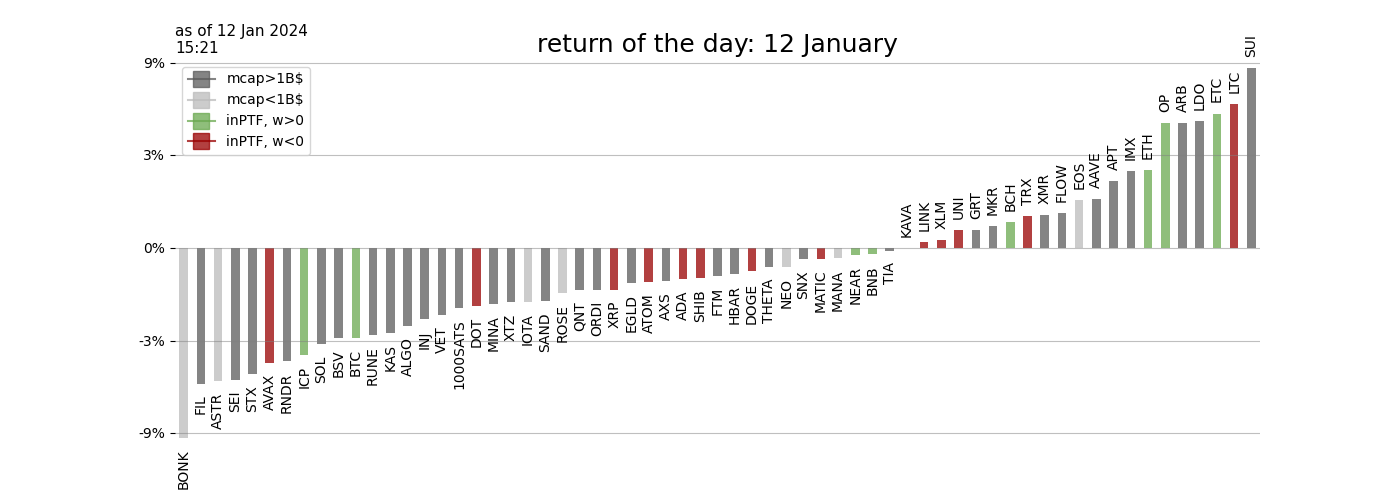 as of 12 Jan 2024
15:21
return of the day: 12 January
9%
3%
0%
-3%
-9%
mcap>1B$
mcap<1B$
inPTF, w>0
inPTF, w<0
BONK
FIL
ASTR
SEI
STX
AVAX
RNDR
ICP
SOL
BSV
BTC
RUNE
KAS
ALGO
INJ
VET
1000SATS
DOT
MINA
XTZ
IOTA
SAND
ROSE
QNT
ORDI
XRP
EGLD
ATOM
AXS
ADA
SHIB
FTM
HBAR
DOGE
THETA
NEO
SNX
MATIC
MANA
NEAR
BNB
TIA
KAVA
LINK
XLM
UNI
GRT
MKR
BCH
TRX
XMR
FLOW
EOS
AAVE
APT
IMX
ETH
OP
ARB
LDO
ETC
LTC
SUI